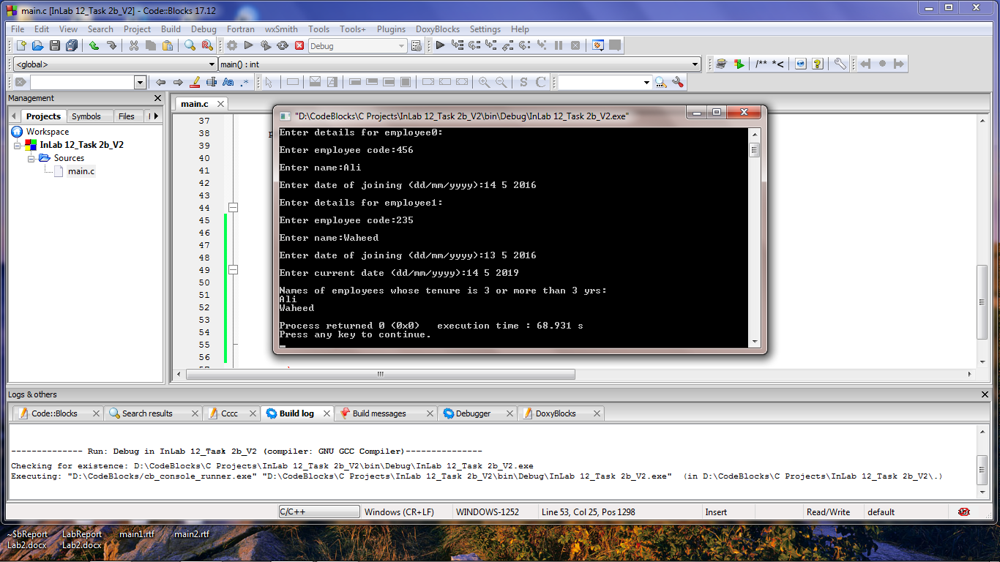 main.c [InLab 12_Task 2b_V2] - Code::Blocks 17.12
File Edit View Search Project Build Debug Fortran wxSmith Tools Tools+ Plugins DoxyBlocks Settings Help
Debug
<global> main() : int
/** *<
Aa .*
S C
Management
main.c
Projects Symbols Files
Workspace
InLab 12_Task 2b_V2
Sources
main.c
37
38 p
39
40
41
42
43
44
45
46
47
48
49
50
51
52
53
54
55
56
"D:\CodeBlocks\C Projects\InLab 12_Task 2b_V2\bin\Debug\InLab 12_Task 2b_V2.exe"
Enter details for employee0:
Enter employee code:456
Enter name:Ali
Enter date of joining (dd/mm/yyyy):14 5 2016
Enter details for employee1:
Enter employee code:235
Enter name:Waheed
Enter date of joining (dd/mm/yyyy):13 5 2016
Enter current date (dd/mm/yyyy):14 5 2019
Names of employees whose tenure is 3 or more than 3 yrs:
Ali
Waheed
Process returned 0 (0x0)   execution time : 68.931 s
Press any key to continue.
Logs & others
Code::Blocks Search results Cccc Build log Build messages Debugger DoxyBlocks
-------------- Run: Debug in InLab 12_Task 2b_V2 (compiler: GNU GCC Compiler)---------------
Checking for existence: D:\CodeBlocks\C Projects\InLab 12_Task 2b_V2\bin\Debug\InLab 12_Task 2b_V2.exe
Executing: "D:\CodeBlocks/cb_console_runner.exe" "D:\CodeBlocks\C Projects\InLab 12_Task 2b_V2\bin\Debug\InLab 12_Task 2b_V2.exe"  (in D:\CodeBlocks\C Projects\InLab 12_Task 2b_V2\.)
C/C++ Windows (CR+LF) WINDOWS-1252 Line 53, Col 25, Pos 1298 Insert Read/Write default
~$bReport LabReport main1.rtf main2.rtf
Lab2.docx Lab2.docx